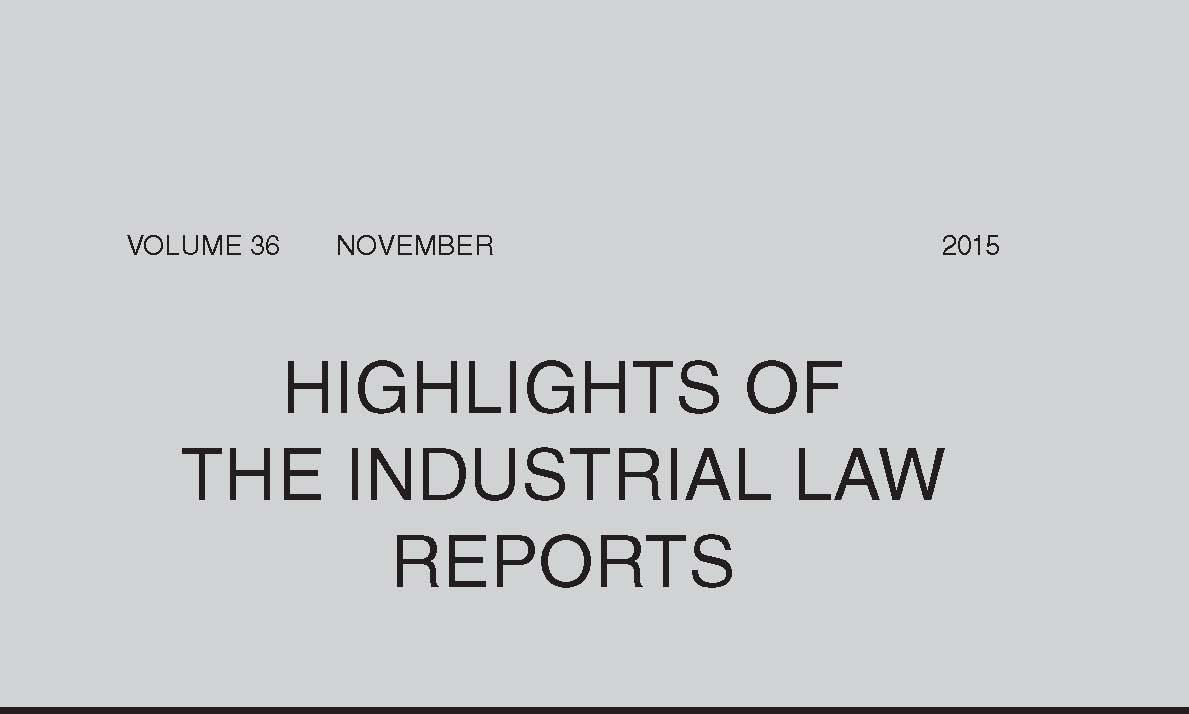 VOLUME 36 NOVEMBER 2015
HIGHLIGHTS OF
THE INDUSTRIAL LAW
REPORTS